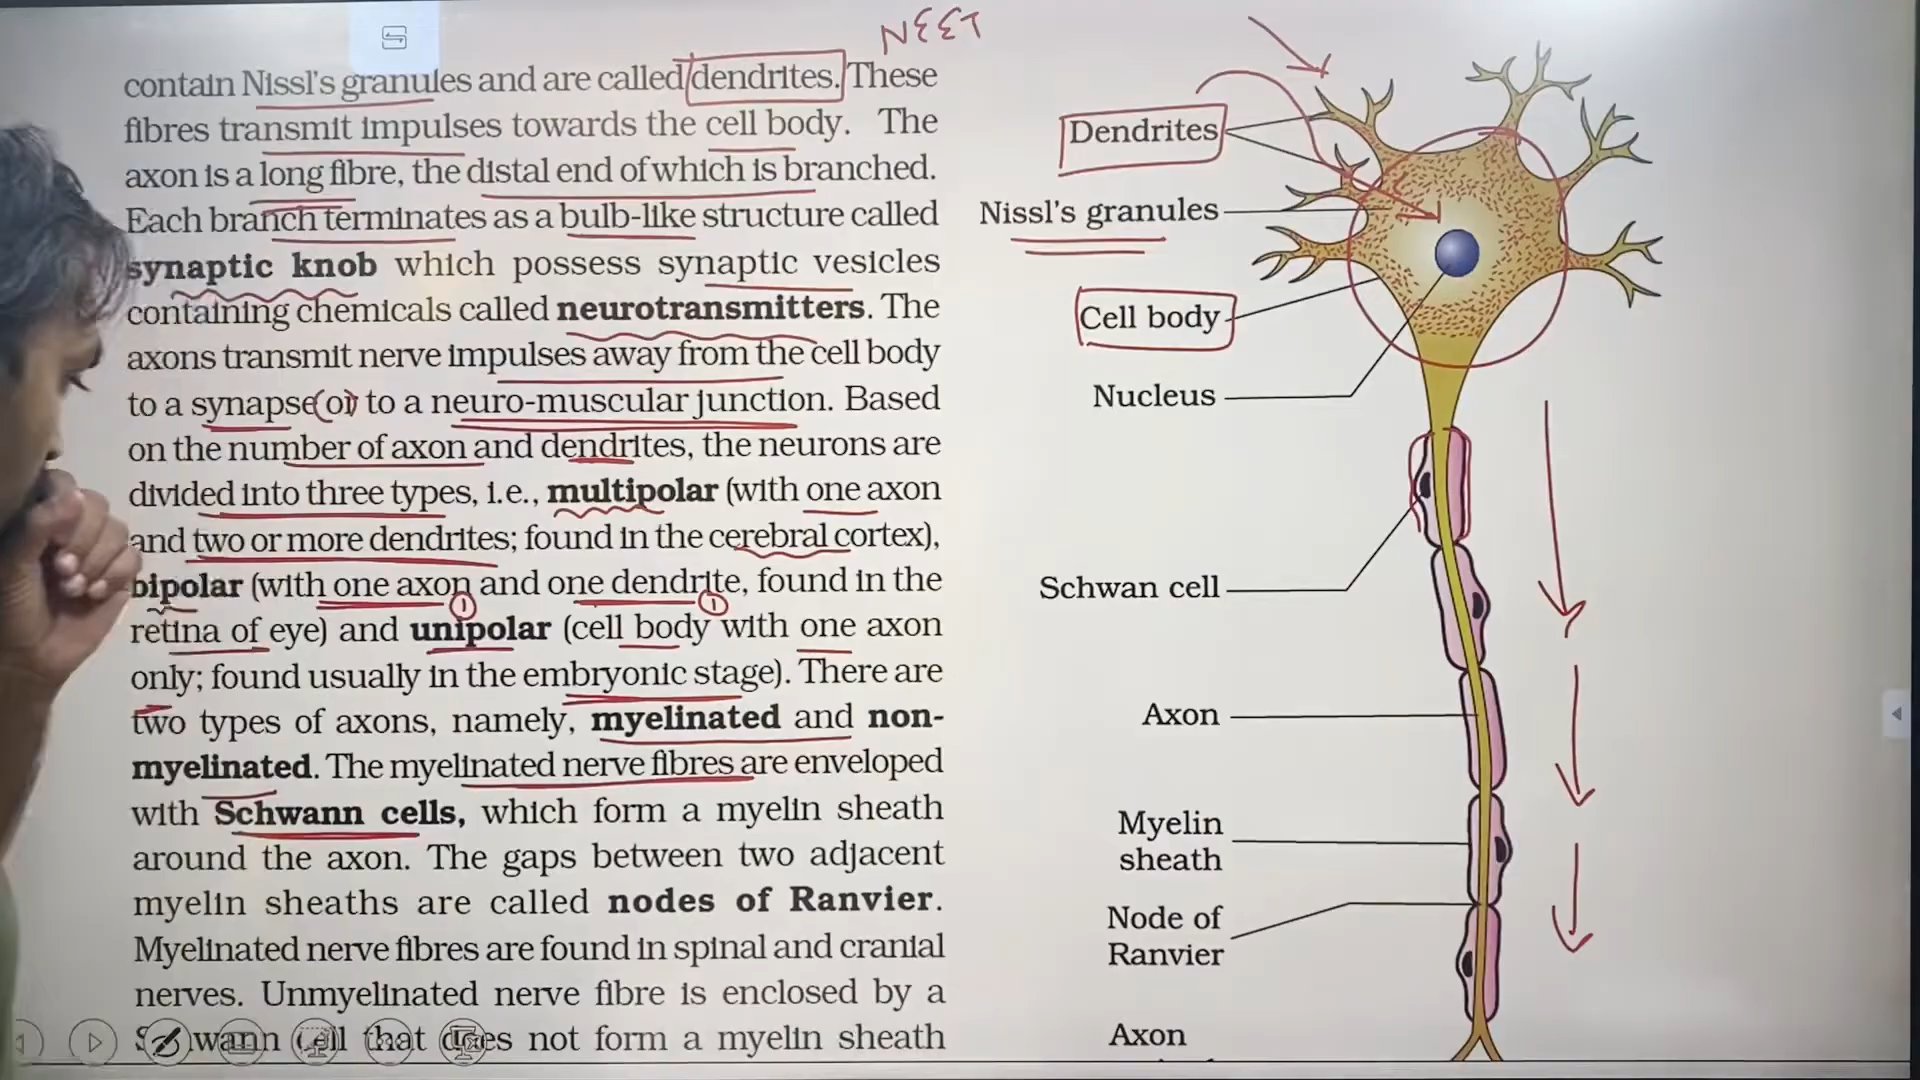 NEET
contain Nissl's granules and are called dendrites. These
fibres transmit impulses towards the cell body. The
axon is a long fibre, the distal end of which is branched.
Each branch terminates as a bulb-like structure called
synaptic knob which possess synaptic vesicles
containing chemicals called neurotransmitters. The
axons transmit nerve impulses away from the cell body
to a synapse or to a neuro-muscular junction. Based
on the number of axon and dendrites, the neurons are
divided into three types, i.e., multipolar (with one axon
and two or more dendrites; found in the cerebral cortex),
bipolar (with one axon and one dendrite, found in the
1 1
retina of eye) and unipolar (cell body with one axon
only; found usually in the embryonic stage). There are
two types of axons, namely, myelinated and non-
myelinated. The myelinated nerve fibres are enveloped
with Schwann cells, which form a myelin sheath
around the axon. The gaps between two adjacent
myelin sheaths are called nodes of Ranvier.
Myelinated nerve fibres are found in spinal and cranial
nerves. Unmyelinated nerve fibre is enclosed by a
Schwann cell that does not form a myelin sheath
Dendrites
Nissl's granules
Cell body
Nucleus
Schwan cell
Axon
Myelin
sheath
Node of
Ranvier
Axon